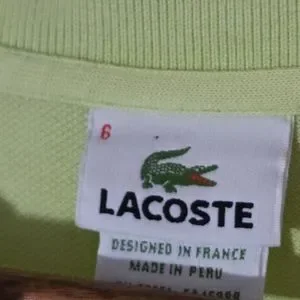 6
LACOSTE
DESIGNED IN FRANCE
MADE IN PERU